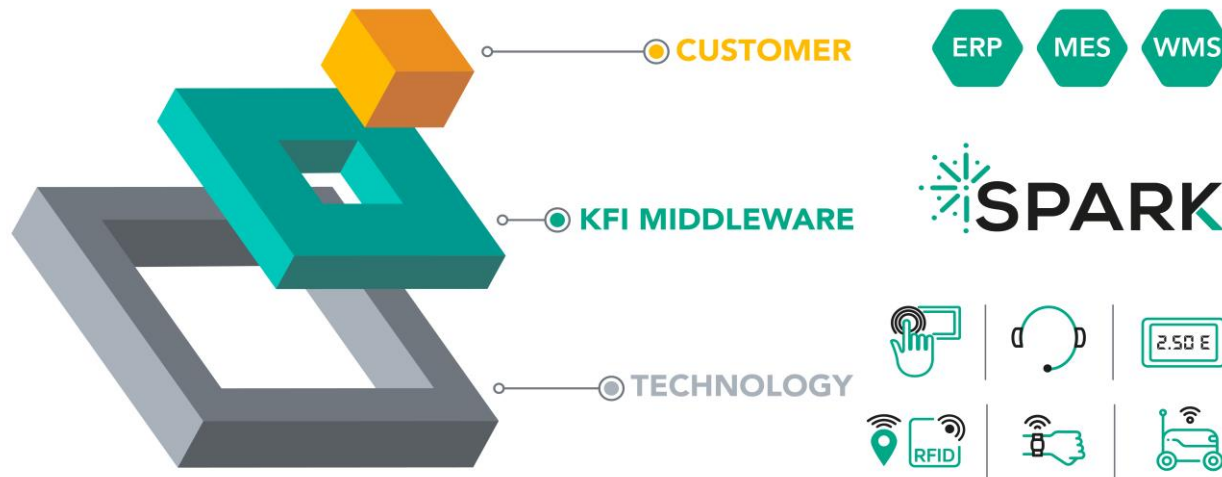 CUSTOMER
ERP MES WMS
KFI MIDDLEWARE
SPARK
2.50 E
TECHNOLOGY
RFID